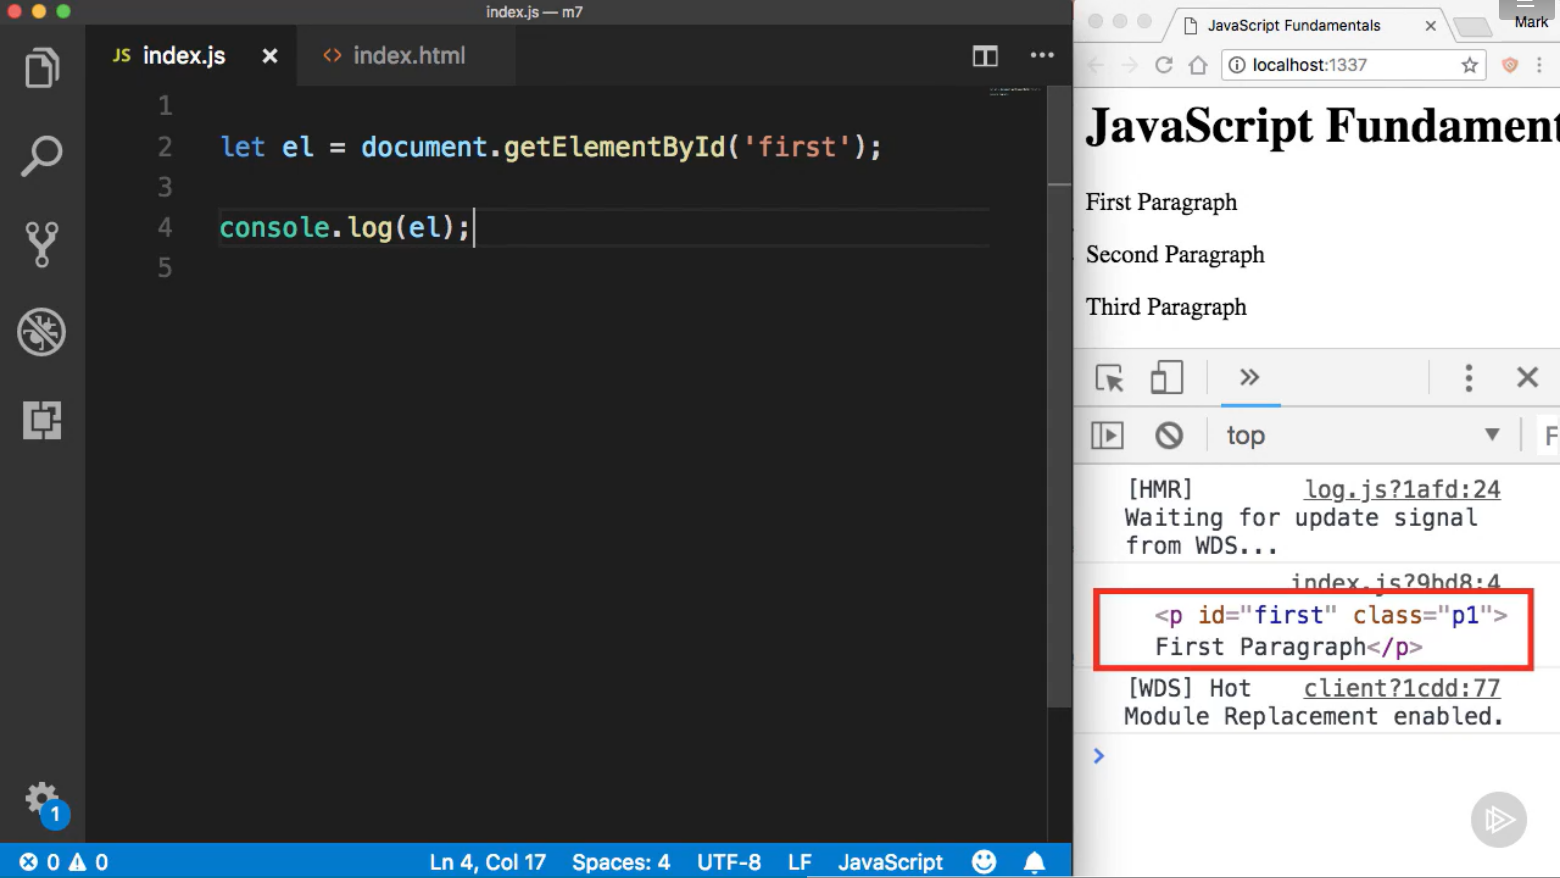 index.js — m7
JS index.js
<> index.html
1
2 let el = document.getElementById('first');
3
4 console.log(el);
5
1
0 0
Ln 4, Col 17
Spaces: 4
UTF-8
LF
JavaScript
JavaScript Fundamentals
Mark
localhost:1337
JavaScript Fundament
First Paragraph
Second Paragraph
Third Paragraph
top
F
[HMR] log.js?1afd:24
Waiting for update signal
from WDS...
index.js?9bd8:4
<p id="first" class="p1">
First Paragraph</p>
[WDS] Hot client?1cdd:77
Module Replacement enabled.